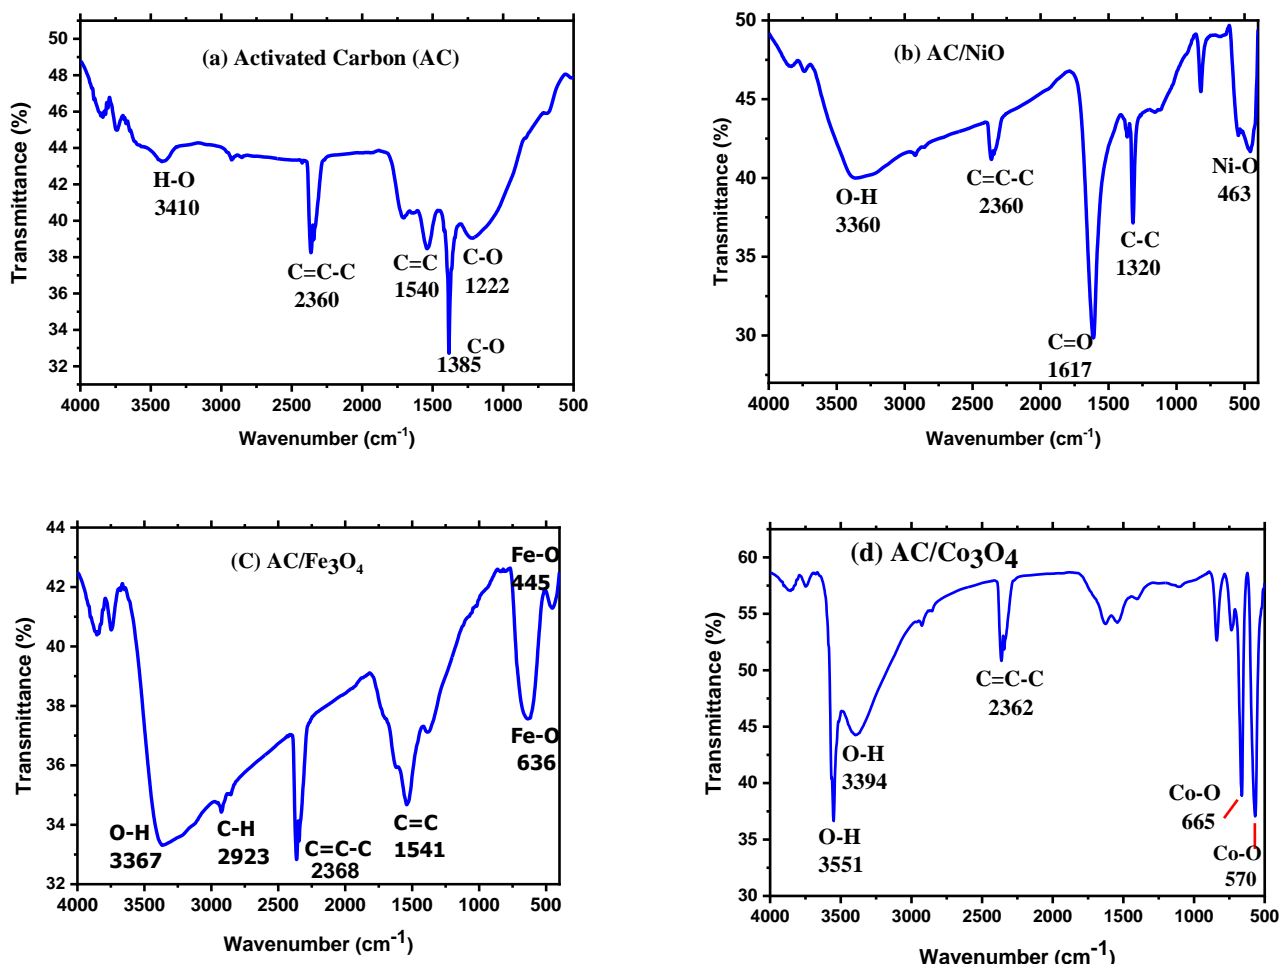 (a) Activated Carbon (AC)
Transmittance (%)
50
48
46
44
42
40
38
36
34
32
H-O
3410
C=C-C
2360
C=C
1540
C-O
1222
C-O
1385
4000 3500 3000 2500 2000 1500 1000 500
Wavenumber (cm-1)
(b) AC/NiO
Transmittance (%)
50
45
40
35
30
O-H
3360
C=C-C
2360
C=O
1617
C-C
1320
Ni-O
463
4000 3500 3000 2500 2000 1500 1000 500
Wavenumber (cm-1)
(C) AC/Fe3O4
Transmittance (%)
44
42
40
38
36
34
32
Fe-O
445
Fe-O
636
O-H
3367
C-H
2923
C=C-C
2368
C=C
1541
4000 3500 3000 2500 2000 1500 1000 500
Wavenumber (cm-1)
(d) AC/Co3O4
Transmittance (%)
60
55
50
45
40
35
30
C=C-C
2362
O-H
3394
O-H
3551
Co-O
665
Co-O
570
4000 3500 3000 2500 2000 1500 1000 500
Wavenumber (cm-1)